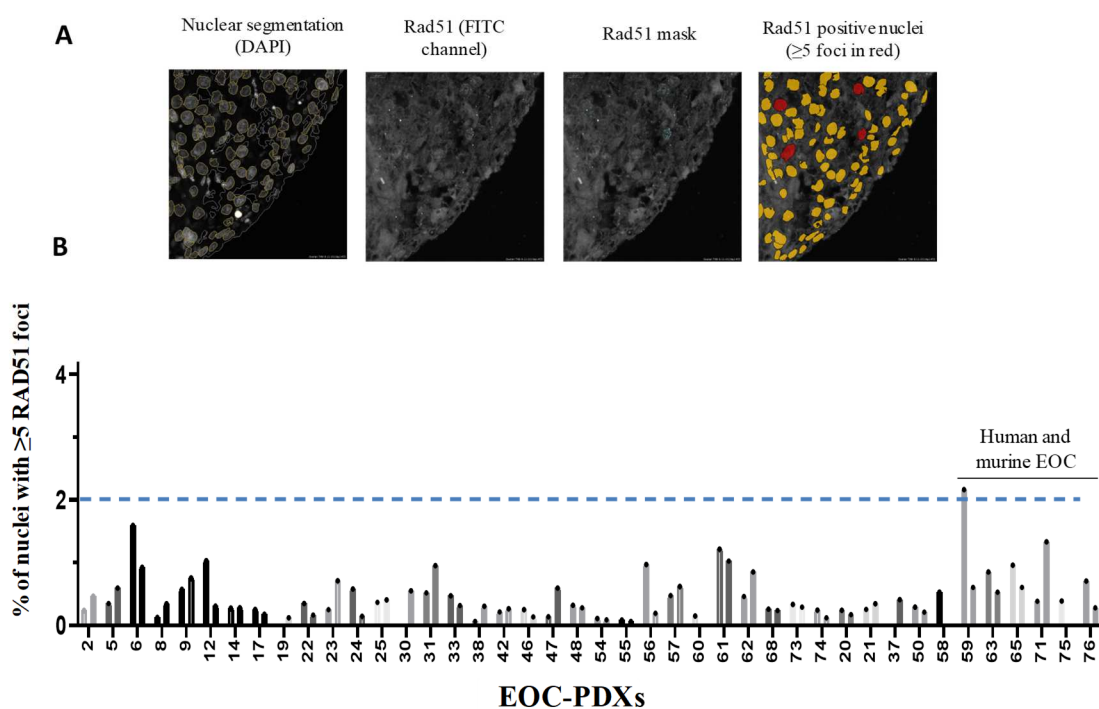 A
Nuclear segmentation
(DAPI)
Rad51 (FITC
channel)
Rad51 mask
Rad51 positive nuclei
(≥5 foci in red)
B
% of nuclei with ≥5 RAD51 foci
4
2
0
Human and
murine EOC
2 5 6 8 9 12 14 17 19 22 23 24 25 30 31 33 38 42 46 47 48 54 55 56 57 60 61 62 68 73 74 20 21 37 50 58 59 63 65 71 75 76
EOC-PDXs